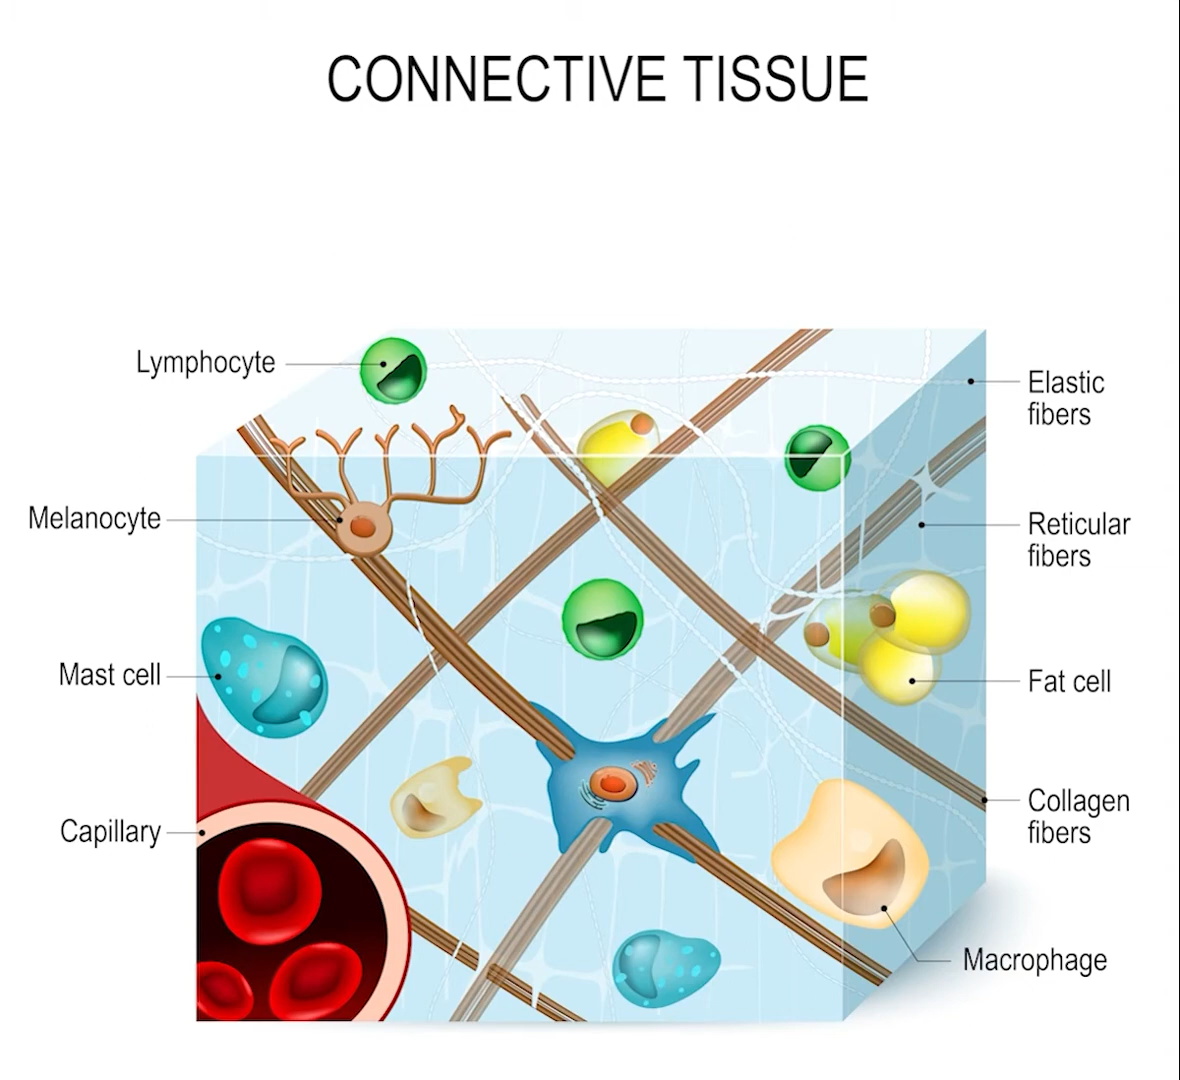 CONNECTIVE TISSUE
Lymphocyte
Melanocyte
Mast cell
Capillary
Elastic
fibers
Reticular
fibers
Fat cell
Collagen
fibers
Macrophage